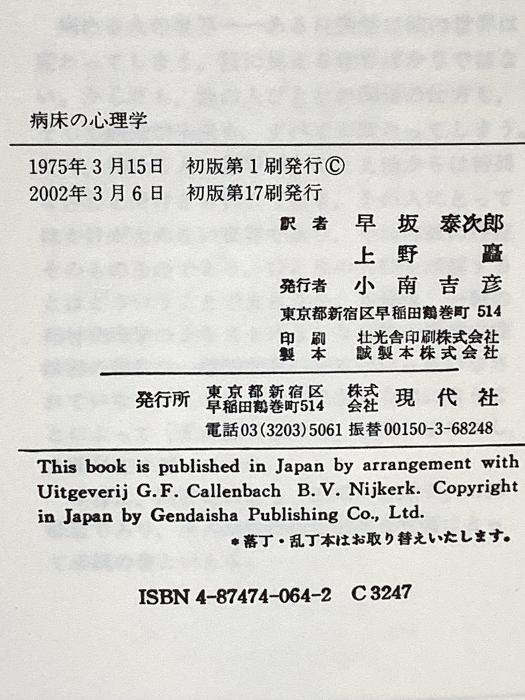 病床の心理学
1975年3月15日 初版第1刷発行©
2002年3月6日 初版第17刷発行
訳者 早坂泰次郎
上野矗
発行者 小南吉彦
東京都新宿区早稲田鶴巻町514
印刷 壮光舎印刷株式会社
製本 誠製本株式会社
発行所 東京都新宿区早稲田鶴巻町514 株式会社 現代社
電話03(3203)5061 振替00150-3-68248
This book is published in Japan by arrangement with
Uitgeverij G.F. Callenbach B.V. Nijkerk. Copyright
in Japan by Gendaisha Publishing Co., Ltd.
*落丁・乱丁本はお取り替えいたします。
ISBN 4-87474-064-2 C3247